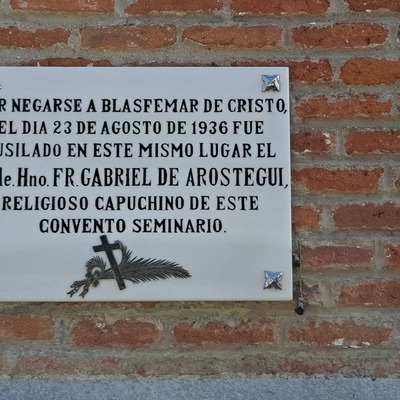 R NEGARSE A BLASFEMAR DE CRISTO,
EL DIA 23 DE AGOSTO DE 1936 FUE
USILADO EN ESTE MISMO LUGAR EL
le. Hno. FR. GABRIEL DE AROSTEGUI,
RELIGIOSO CAPUCHINO DE ESTE
CONVENTO SEMINARIO.